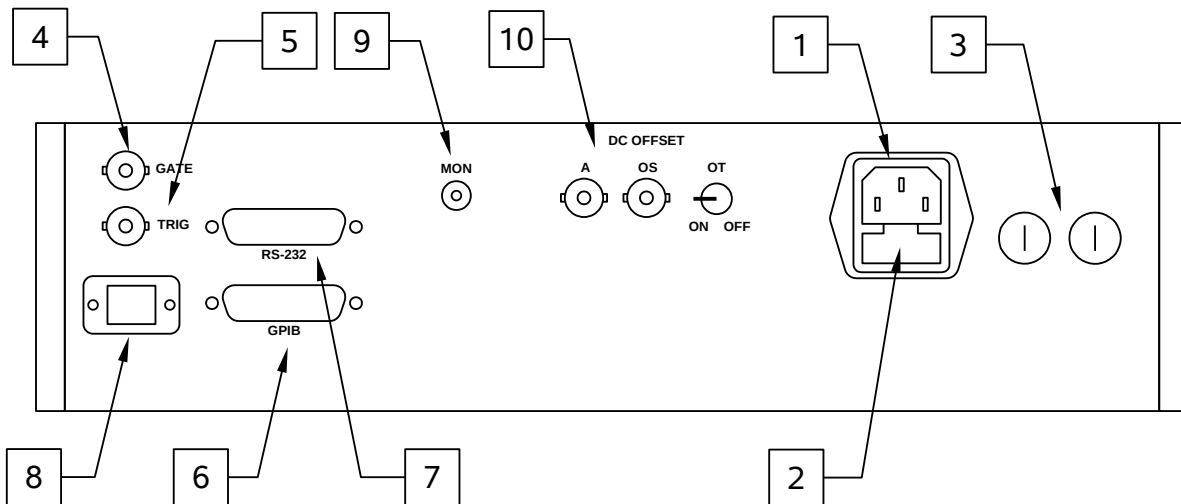 4
5
9
10
1
3
DC OFFSET
GATE
MON
A
OS
OT
TRIG
ON
OFF
RS-232
GPIB
8
6
7
2